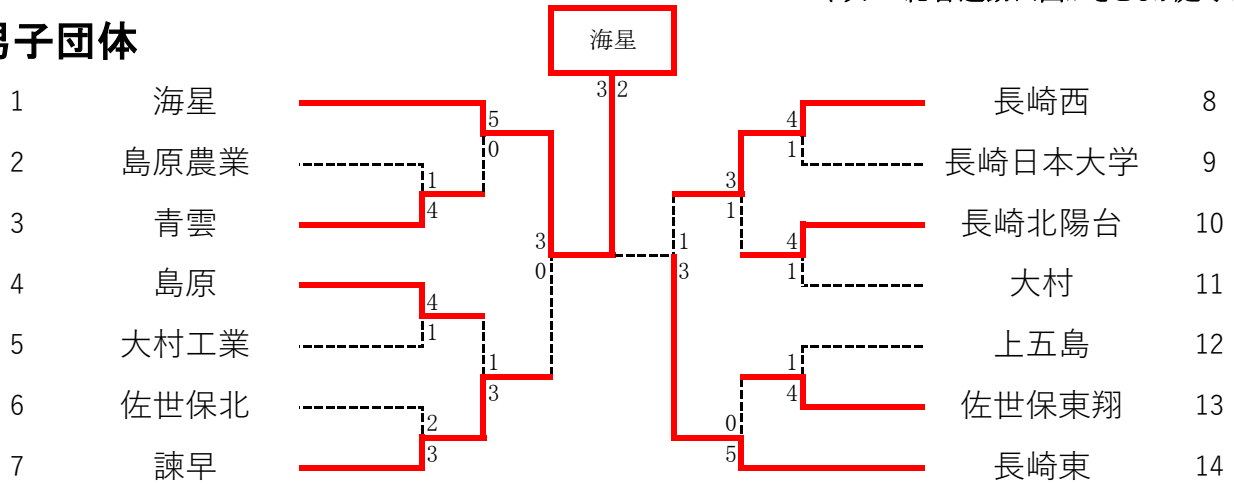 男子団体
海星
3 2
1 海星
5
0
2 島原農業
1
4
3 青雲
3
0
4 島原
4
1
5 大村工業
1
3
6 佐世保北
2
3
7 諫早
長崎西 8
4
1
長崎日本大学 9
3
1
長崎北陽台 10
4
1
大村 11
1
3
上五島 12
1
4
佐世保東翔 13
0
5
長崎東 14